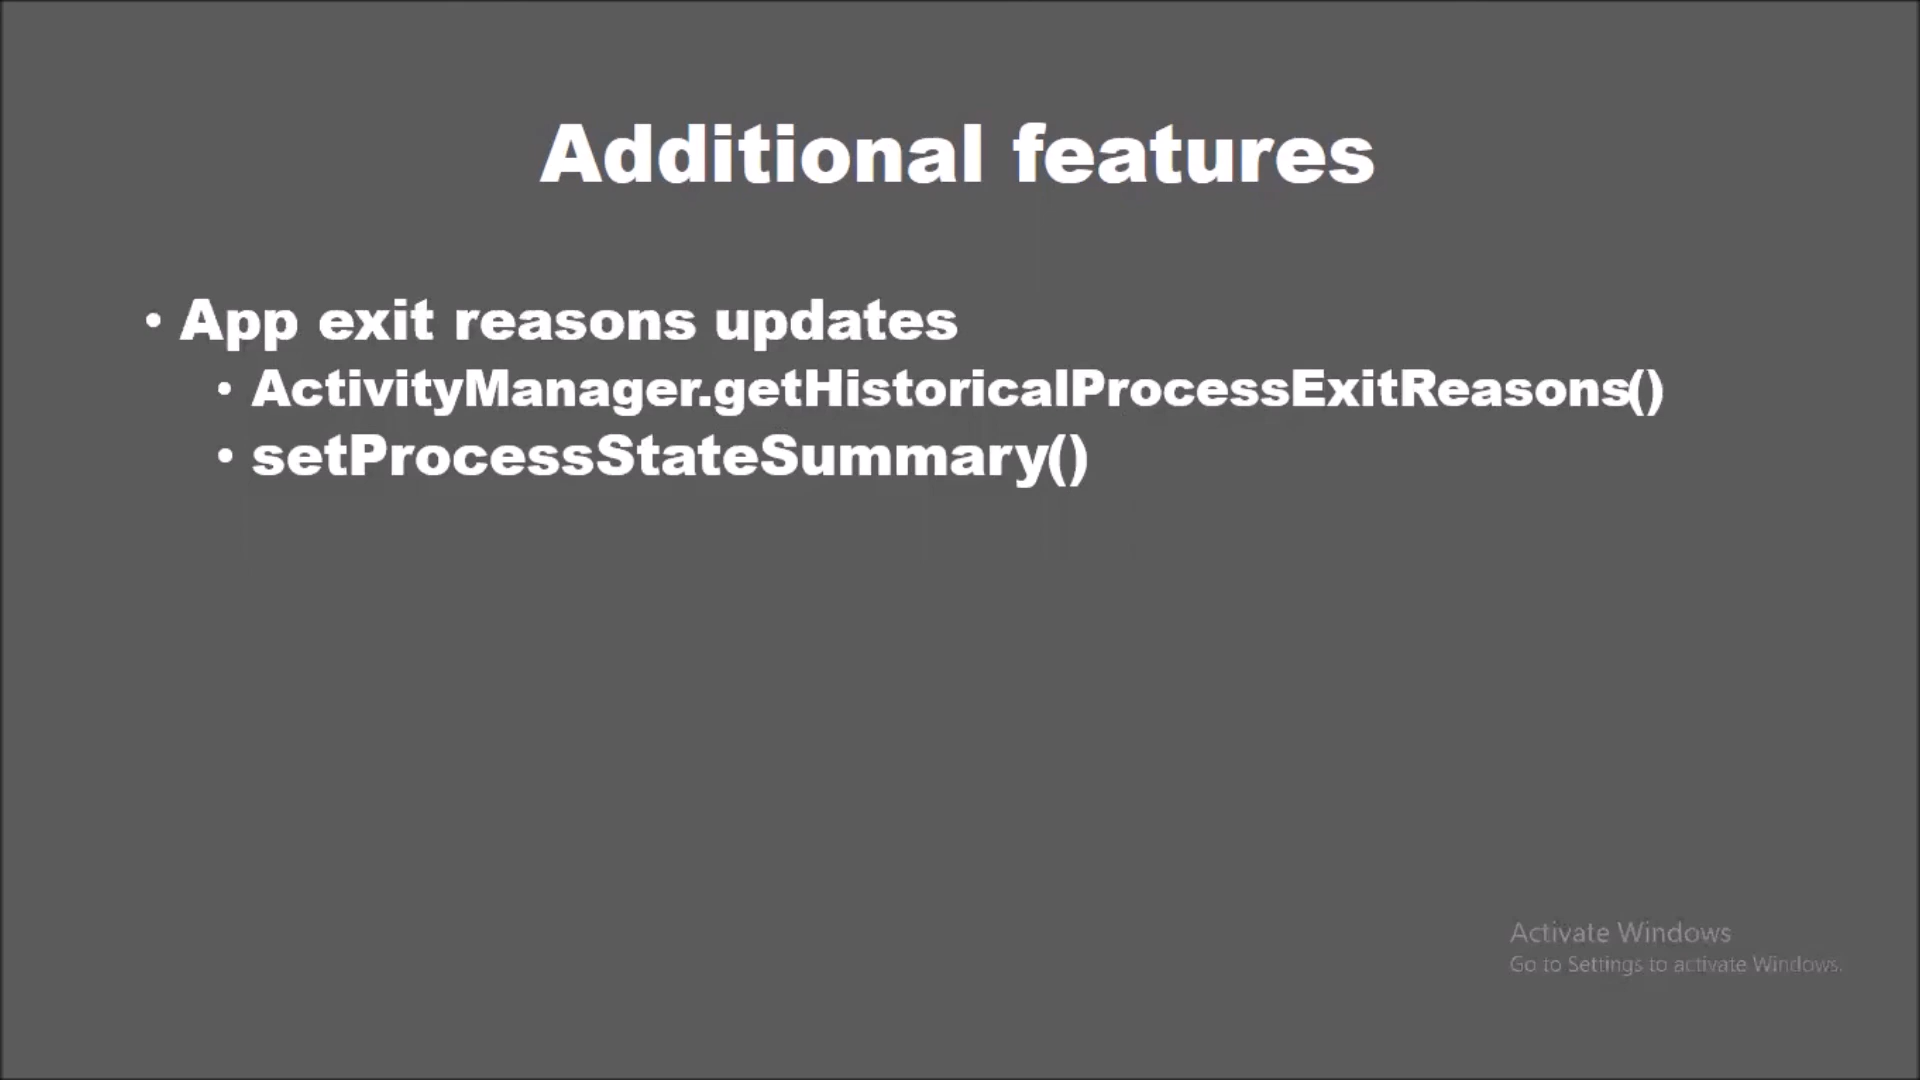 Additional features
• App exit reasons updates
• ActivityManager.getHistoricalProcessExitReasons()
• setProcessStateSummary()
Activate Windows
Go to Settings to activate Windows.